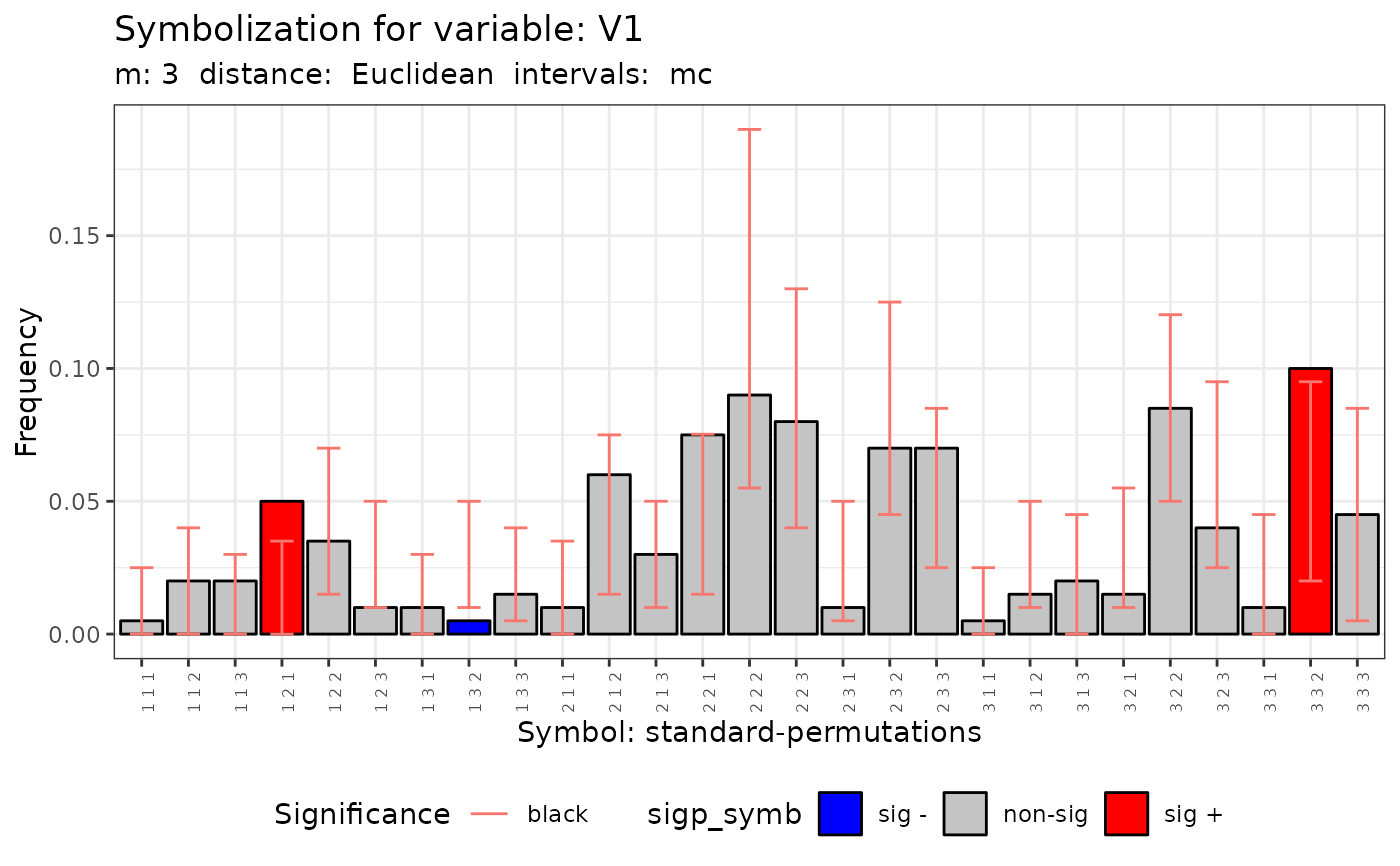 Symbolization for variable: V1
m: 3 distance: Euclidean intervals: mc
Frequency
0.15
0.10
0.05
0.00
1 1 1
1 1 2
1 1 3
1 2 1
1 2 2
1 2 3
1 3 1
1 3 2
1 3 3
2 1 1
2 1 2
2 1 3
2 2 1
2 2 2
2 2 3
2 3 1
2 3 2
2 3 3
3 1 1
3 1 2
3 1 3
3 2 1
3 2 2
3 2 3
3 3 1
3 3 2
3 3 3
Symbol: standard-permutations
Significance black sigp_symb sig - non-sig sig +